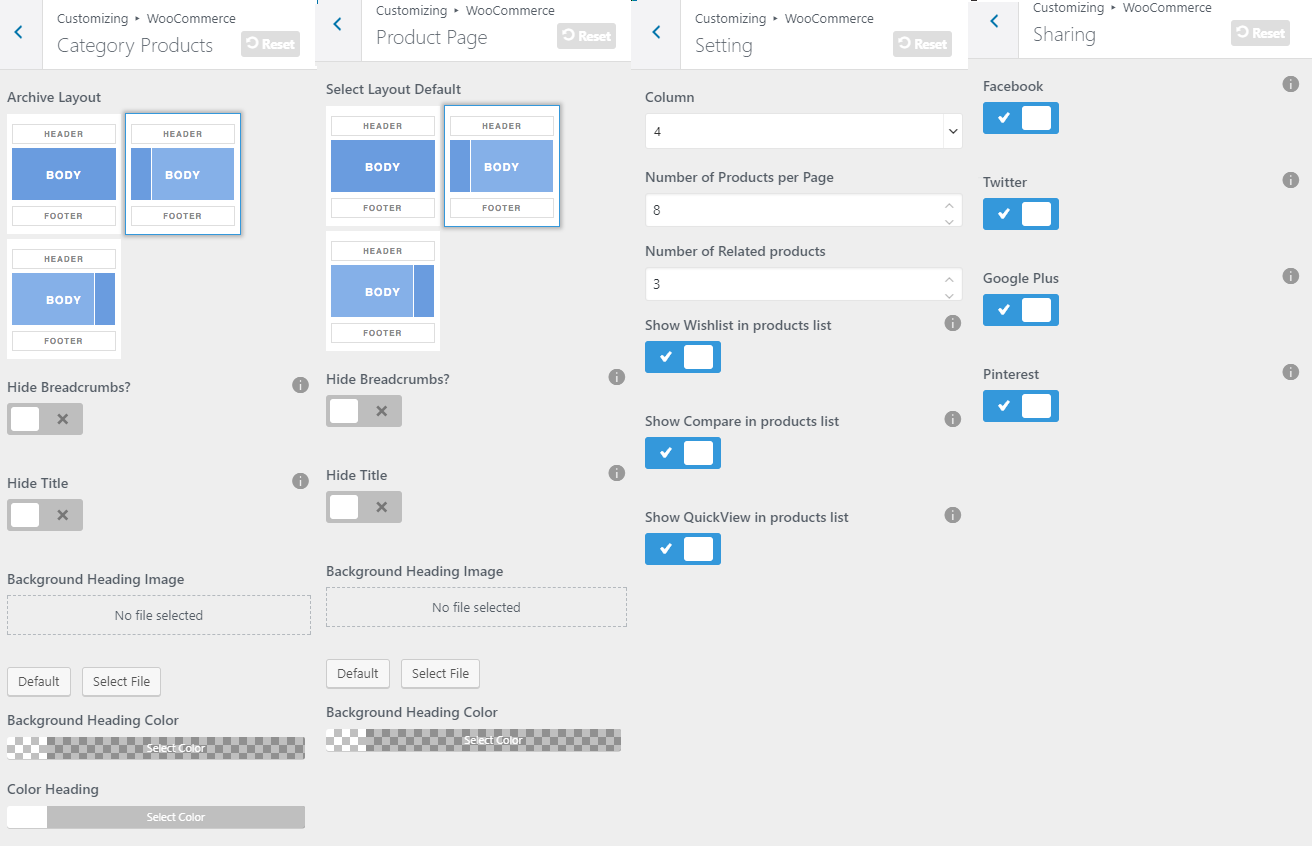 Customizing ▸ WooCommerce
Category Products
Reset
Archive Layout
HEADER
BODY
FOOTER
HEADER
BODY
FOOTER
HEADER
BODY
FOOTER
Hide Breadcrumbs?
Hide Title
Background Heading Image
No file selected
Default
Select File
Background Heading Color
Select Color
Color Heading
Select Color
Customizing ▸ WooCommerce
Product Page
Reset
Select Layout Default
HEADER
BODY
FOOTER
HEADER
BODY
FOOTER
HEADER
BODY
FOOTER
Hide Breadcrumbs?
Hide Title
Background Heading Image
No file selected
Default
Select File
Background Heading Color
Select Color
Customizing ▸ WooCommerce
Setting
Reset
Column
4
Number of Products per Page
8
Number of Related products
3
Show Wishlist in products list
Show Compare in products list
Show QuickView in products list
Customizing ▸ WooCommerce
Sharing
Reset
Facebook
Twitter
Google Plus
Pinterest